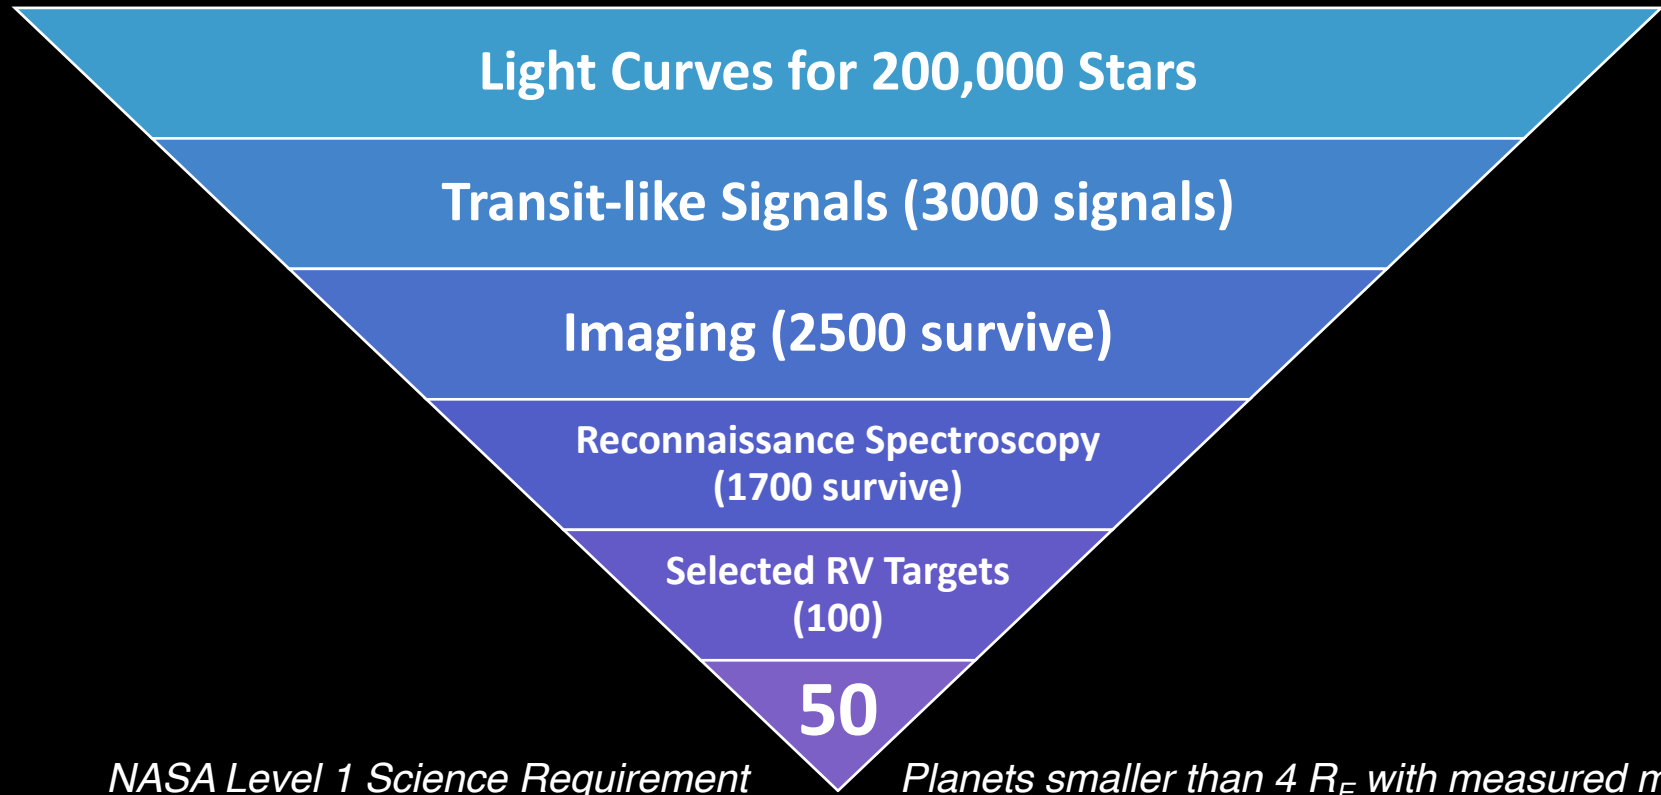 Light Curves for 200,000 Stars
Transit-like Signals (3000 signals)
Imaging (2500 survive)
Reconnaissance Spectroscopy
(1700 survive)
Selected RV Targets
(100)
50
NASA Level 1 Science Requirement
Planets smaller than 4 R_E with measured